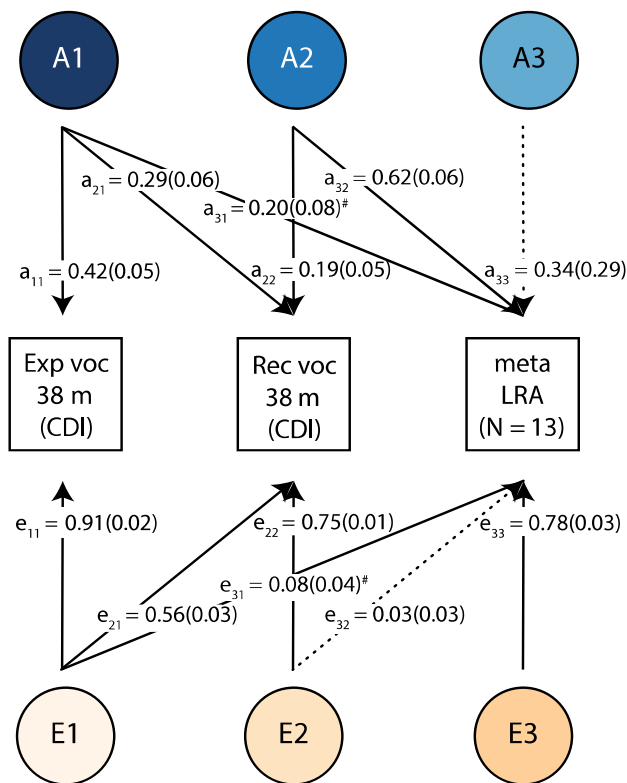 A1 A2 A3
a21 = 0.29(0.06)
a32 = 0.62(0.06)
a31 = 0.20(0.08)#
a11 = 0.42(0.05)
a22 = 0.19(0.05)
a33 = 0.34(0.29)
Exp voc
38 m
(CDI)
Rec voc
38 m
(CDI)
meta
LRA
(N = 13)
e11 = 0.91(0.02)
e22 = 0.75(0.01)
e33 = 0.78(0.03)
e31 = 0.08(0.04)#
e21 = 0.56(0.03)
e32 = 0.03(0.03)
E1 E2 E3